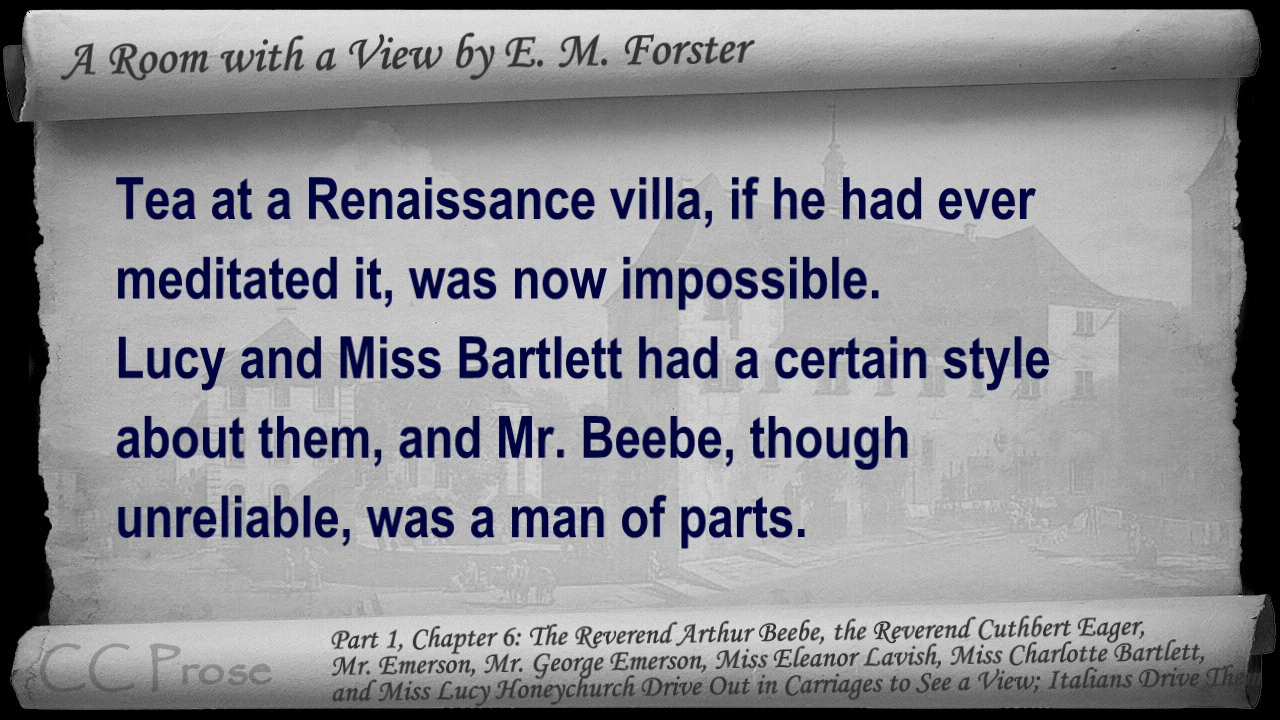 A Room with a View by E. M. Forster
Tea at a Renaissance villa, if he had ever
meditated it, was now impossible.
Lucy and Miss Bartlett had a certain style
about them, and Mr. Beebe, though
unreliable, was a man of parts.
CC Prose
Part 1, Chapter 6: The Reverend Arthur Beebe, the Reverend Cuthbert Eager,
Mr. Emerson, Mr. George Emerson, Miss Eleanor Lavish, Miss Charlotte Bartlett,
and Miss Lucy Honeychurch Drive Out in Carriages to See a View; Italians Drive